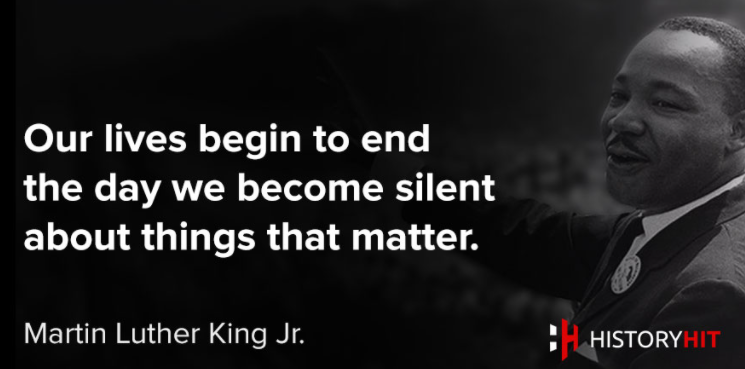 Our lives begin to end
the day we become silent
about things that matter.
Martin Luther King Jr.
HISTORYHIT